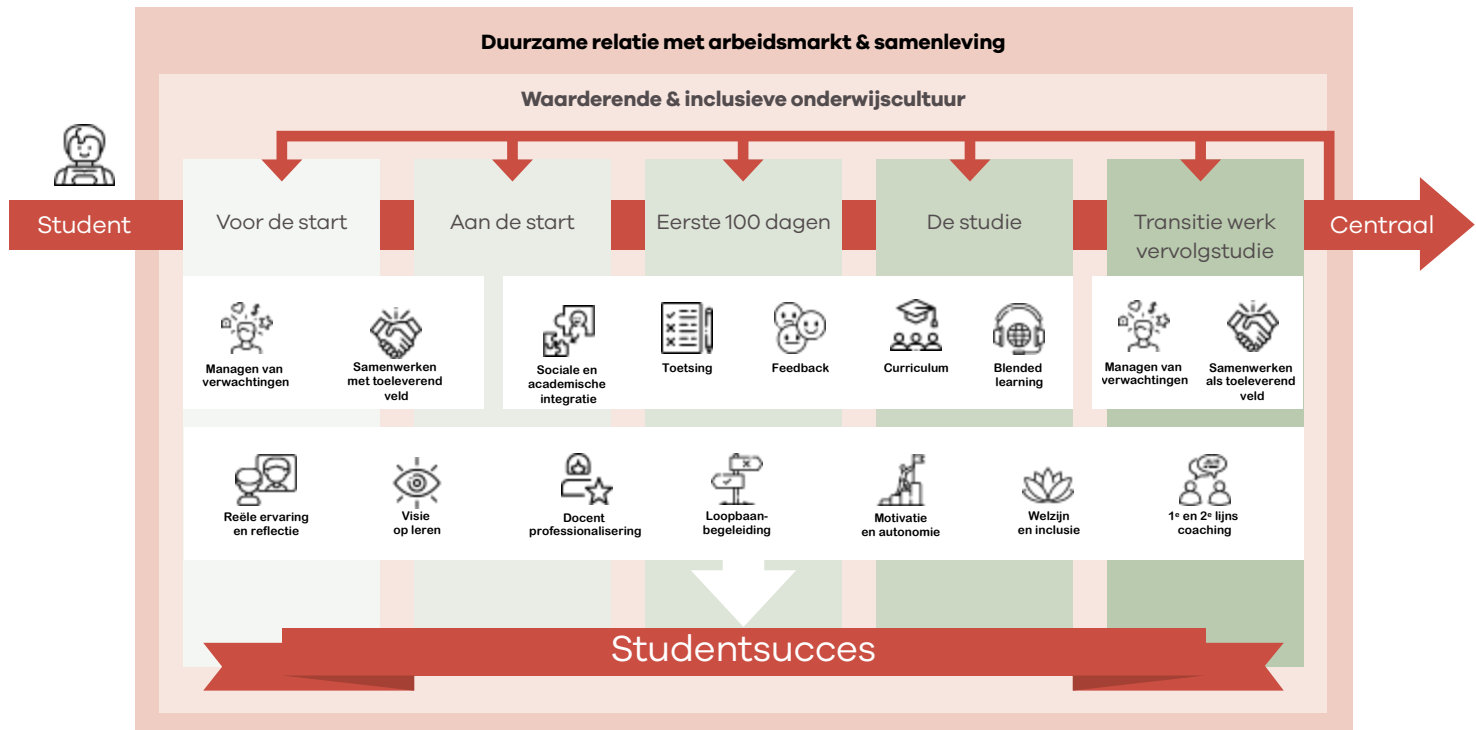 Duurzame relatie met arbeidsmarkt & samenleving
Waarderende & inclusieve onderwijscultuur
Student
Voor de start
Aan de start
Eerste 100 dagen
De studie
Transitie werk
vervolgstudie
Centraal
Managen van
verwachtingen
Samenwerken
met toeleverend
veld
Sociale en
academische
integratie
Toetsing
Feedback
Curriculum
Blended
learning
Managen van
verwachtingen
Samenwerken
als toeleverend
veld
Reële ervaring
en reflectie
Visie
op leren
Docent
professionalisering
Loopbaan-
begeleiding
Motivatie
en autonomie
Welzijn
en inclusie
1e en 2e lijns
coaching
Studentsucces